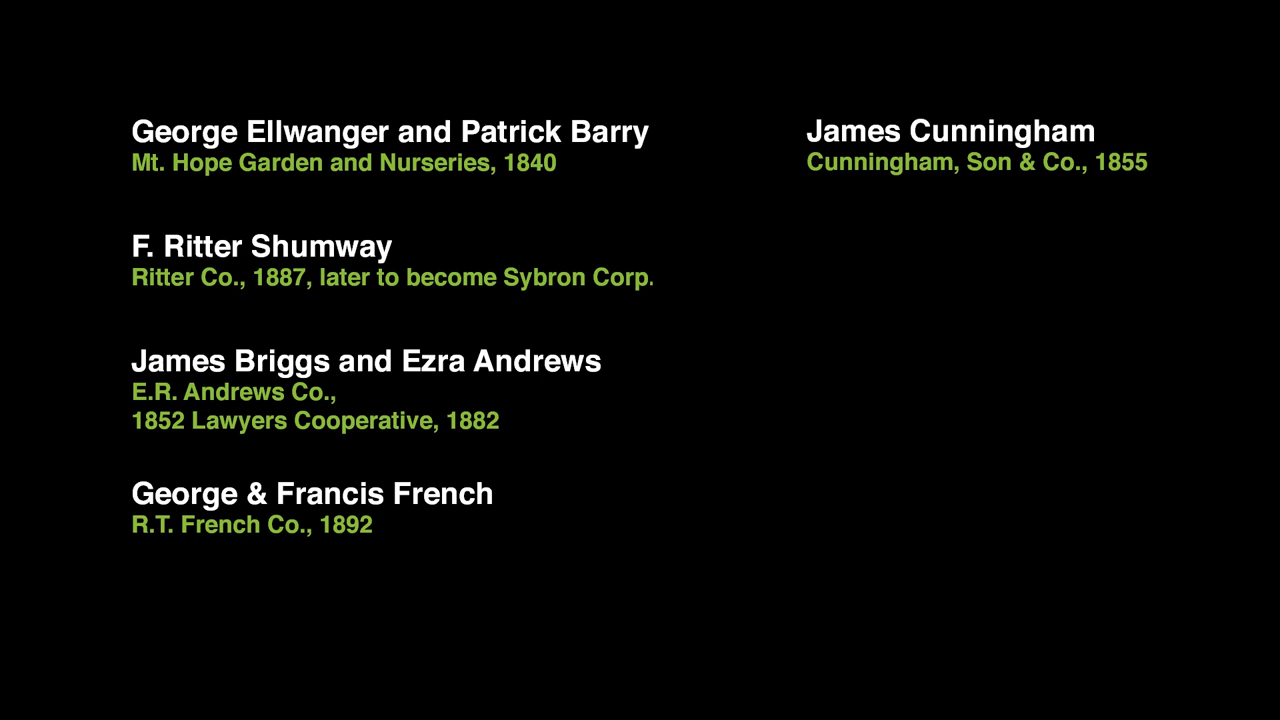 George Ellwanger and Patrick Barry
Mt. Hope Garden and Nurseries, 1840
F. Ritter Shumway
Ritter Co., 1887, later to become Sybron Corp.
James Briggs and Ezra Andrews
E.R. Andrews Co.,
1852 Lawyers Cooperative, 1882
George & Francis French
R.T. French Co., 1892
James Cunningham
Cunningham, Son & Co., 1855